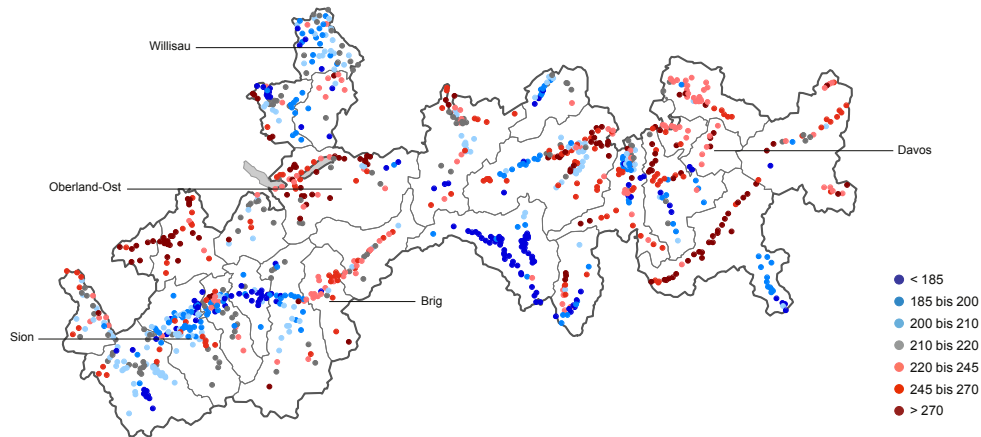 Willisau
Davos
Oberland-Ost
< 185
185 bis 200
Brig
200 bis 210
Sion
210 bis 220
220 bis 245
245 bis 270
> 270